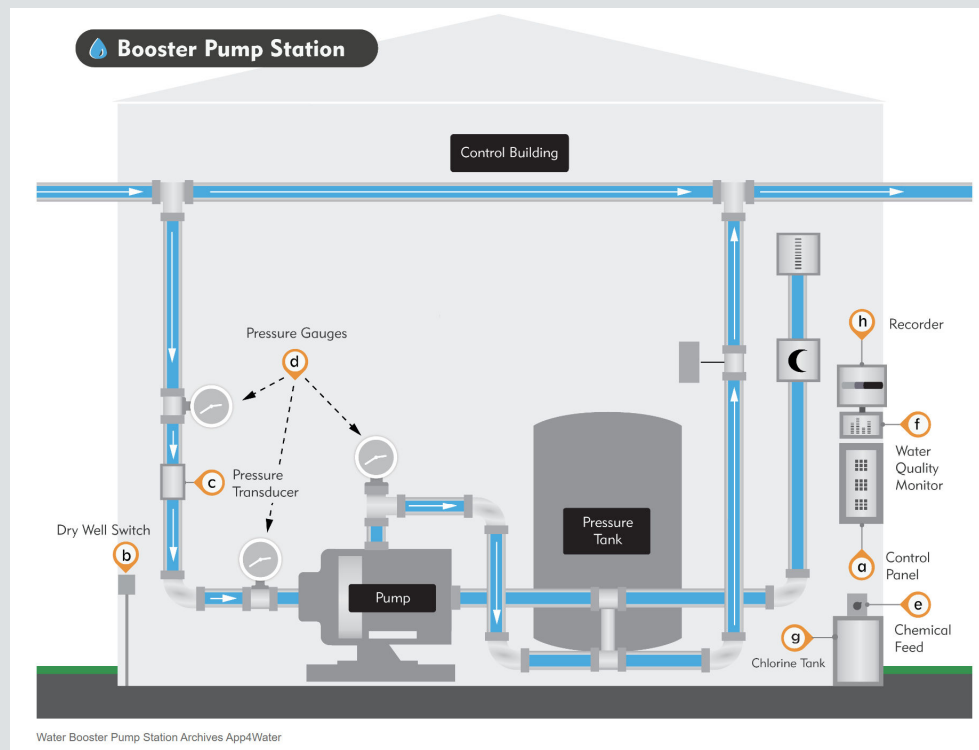 Booster Pump Station
Control Building
h
Recorder
Pressure Gauges
d
f
Water
Quality
Monitor
c
Pressure
Transducer
Dry Well Switch
b
Pressure
Tank
a
Control
Panel
Pump
e
Chemical
Feed
g
Chlorine Tank
Water Booster Pump Station Archives App4Water